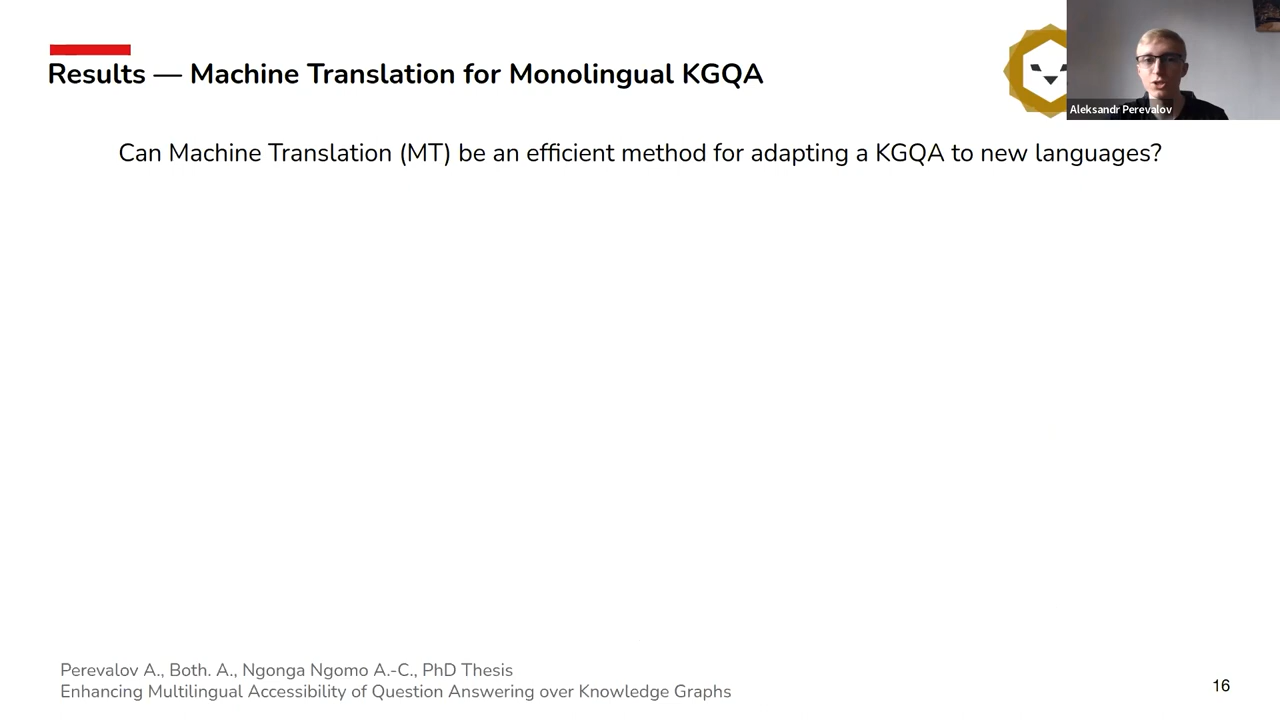 Results — Machine Translation for Monolingual KGQA
Aleksandr Perevalov
Can Machine Translation (MT) be an efficient method for adapting a KGQA to new languages?
Perevalov A., Both. A., Ngonga Ngomo A.-C., PhD Thesis
Enhancing Multilingual Accessibility of Question Answering over Knowledge Graphs
16